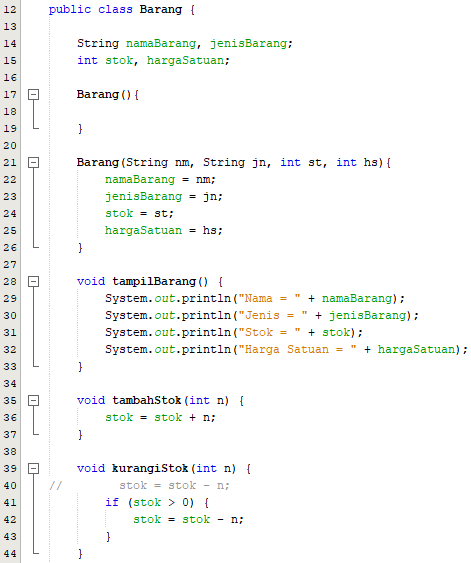 12 public class Barang {
13
14     String namaBarang, jenisBarang;
15     int stok, hargaSatuan;
16
17     Barang(){
18
19     }
20
21     Barang(String nm, String jn, int st, int hs){
22         namaBarang = nm;
23         jenisBarang = jn;
24         stok = st;
25         hargaSatuan = hs;
26     }
27
28     void tampilBarang() {
29         System.out.println("Nama = " + namaBarang);
30         System.out.println("Jenis = " + jenisBarang);
31         System.out.println("Stok = " + stok);
32         System.out.println("Harga Satuan = " + hargaSatuan);
33     }
34
35     void tambahStok(int n) {
36         stok = stok + n;
37     }
38
39     void kurangiStok(int n) {
40 //        stok = stok - n;
41         if (stok > 0) {
42             stok = stok - n;
43         }
44     }